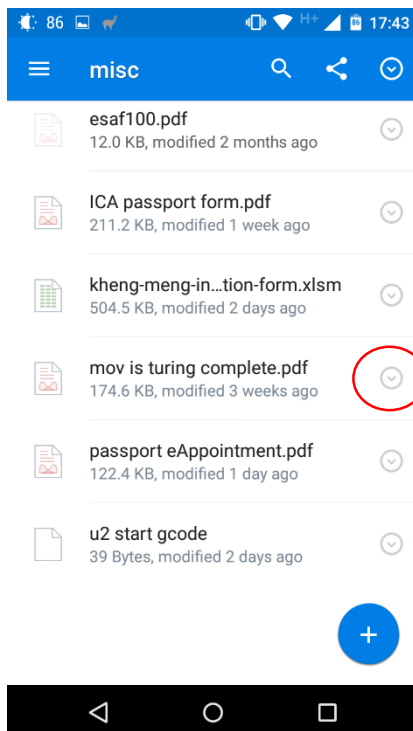 86 H+ 86 17:43
misc
esaf100.pdf
12.0 KB, modified 2 months ago
ICA passport form.pdf
211.2 KB, modified 1 week ago
kheng-meng-in…tion-form.xlsm
504.5 KB, modified 2 days ago
mov is turing complete.pdf
174.6 KB, modified 3 weeks ago
passport eAppointment.pdf
122.4 KB, modified 1 day ago
u2 start gcode
39 Bytes, modified 2 days ago